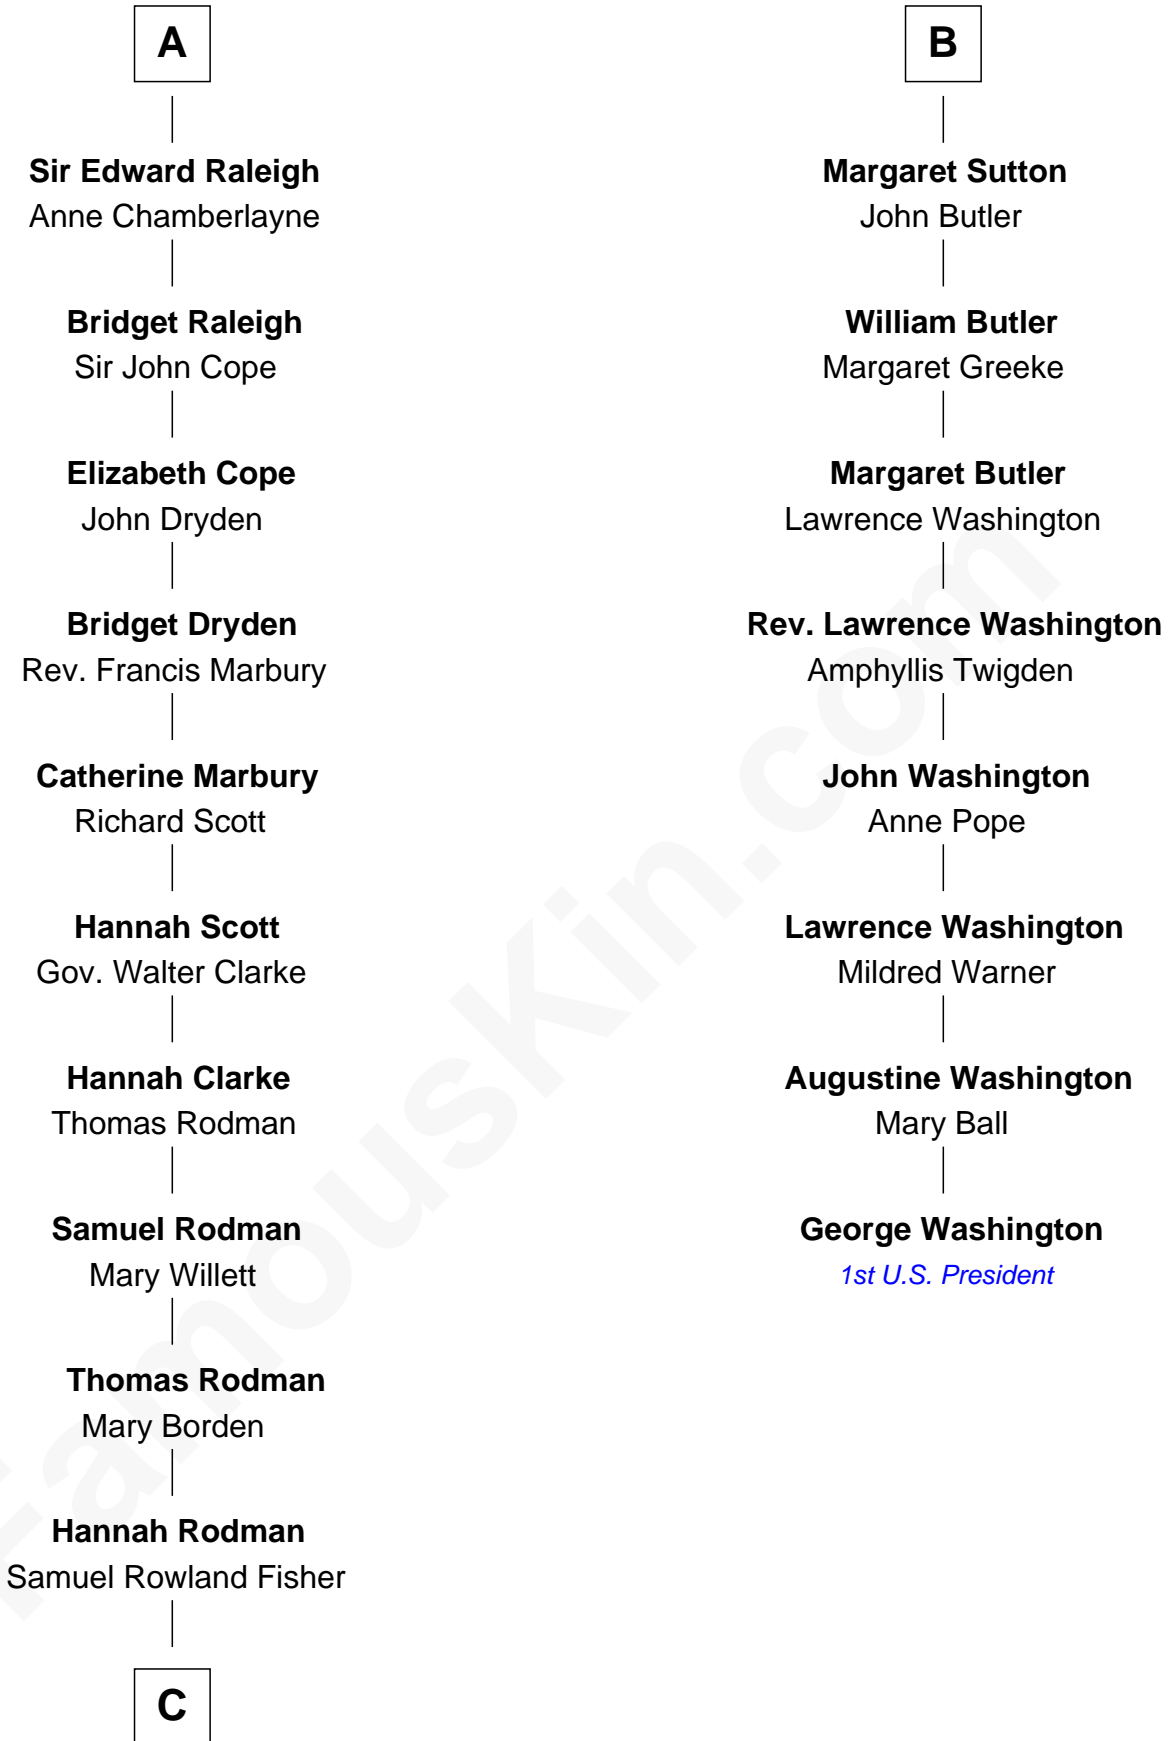 A
Sir Edward Raleigh
Anne Chamberlayne
Bridget Raleigh
Sir John Cope
Elizabeth Cope
John Dryden
Bridget Dryden
Rev. Francis Marbury
Catherine Marbury
Richard Scott
Hannah Scott
Gov. Walter Clarke
Hannah Clarke
Thomas Rodman
Samuel Rodman
Mary Willett
Thomas Rodman
Mary Borden
Hannah Rodman
Samuel Rowland Fisher
C
B
Margaret Sutton
John Butler
William Butler
Margaret Greeke
Margaret Butler
Lawrence Washington
Rev. Lawrence Washington
Amphyllis Twigden
John Washington
Anne Pope
Lawrence Washington
Mildred Warner
Augustine Washington
Mary Ball
George Washington
1st U.S. President
FamousKin.com